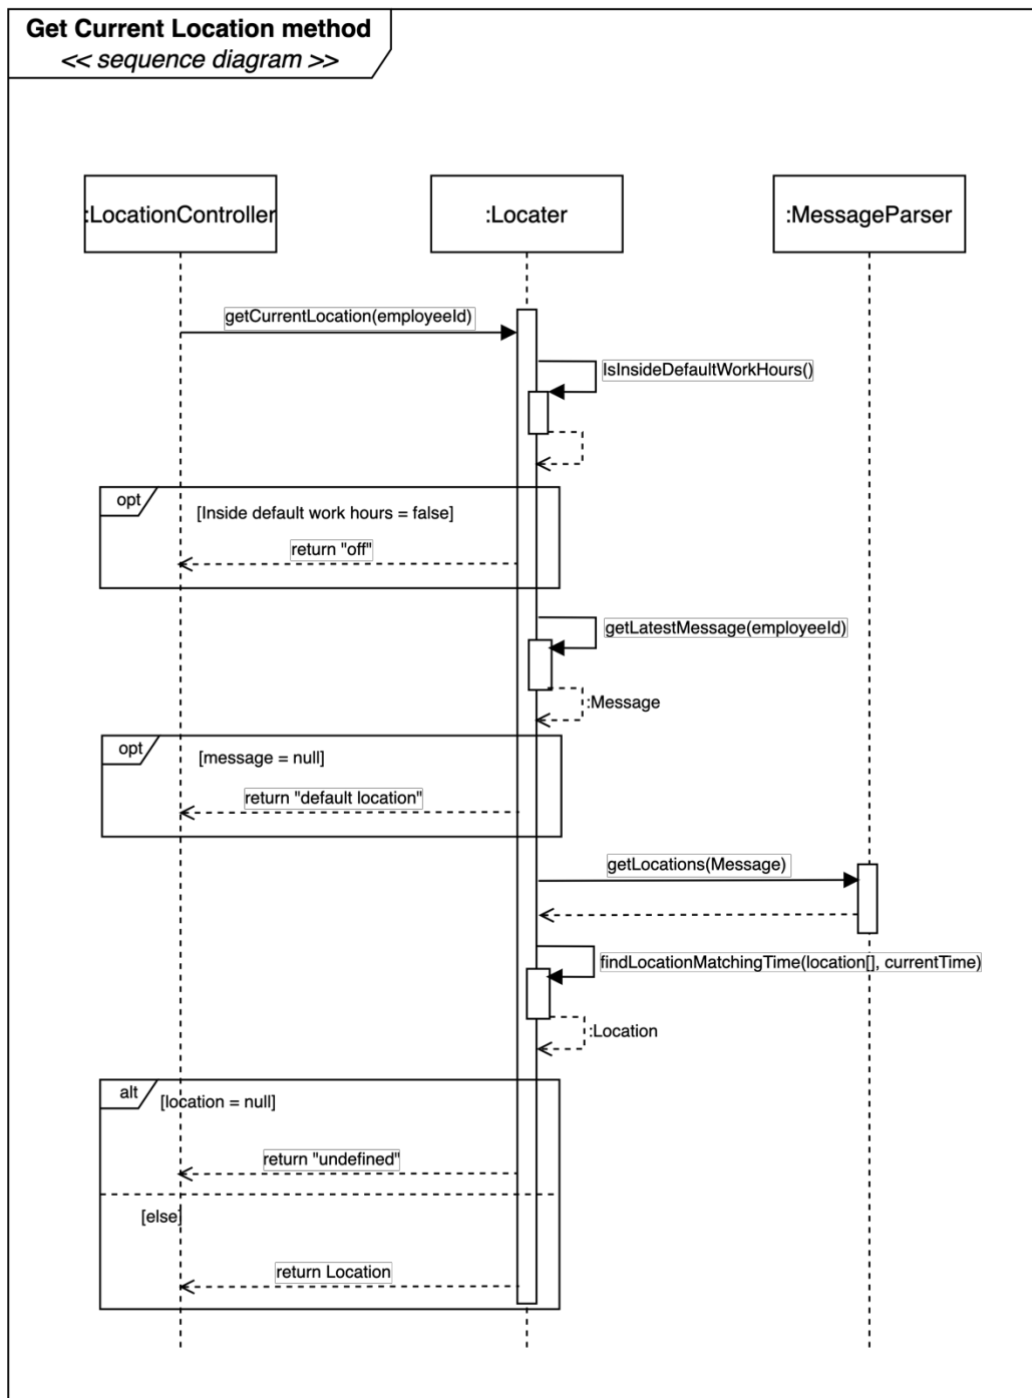 Get Current Location method
<< sequence diagram >>
:LocationController
:Locater
:MessageParser
getCurrentLocation(employeeId)
IsInsideDefaultWorkHours()
opt
[Inside default work hours = false]
return "off"
getLatestMessage(employeeId)
:Message
opt
[message = null]
return "default location"
getLocations(Message)
findLocationMatchingTime(location[], currentTime)
:Location
alt
[location = null]
return "undefined"
[else]
return Location